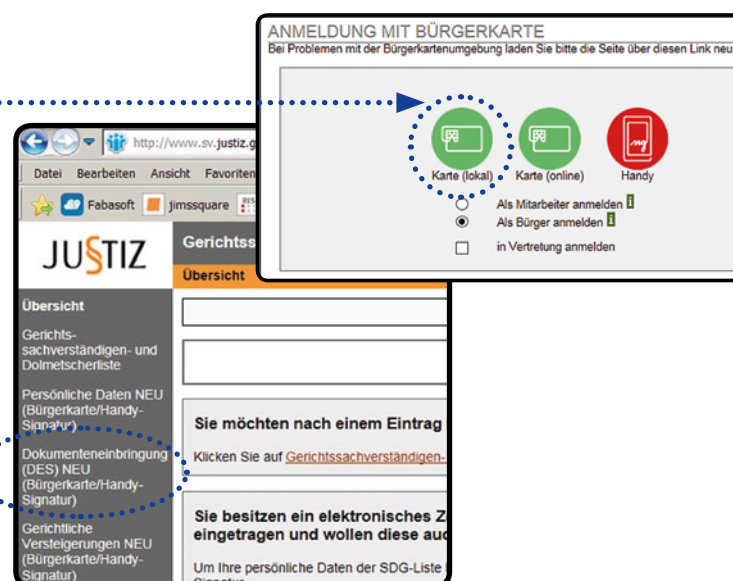 ANMELDUNG MIT BÜRGERKARTE
Bei Problemen mit der Bürgerkartenumgebung laden Sie bitte die Seite über diesen Link neu
Karte (lokal) Karte (online) Handy
Als Mitarbeiter anmelden i
Als Bürger anmelden i
in Vertretung anmelden
http://www.sv.justiz.g
Datei Bearbeiten Ansicht Favoriten
Fabasoft jimssquare RIS
JU§TIZ
Gerichtss
Übersicht
Übersicht
Gerichts-
sachverständigen- und
Dolmetscherliste
Persönliche Daten NEU
(Bürgerkarte/Handy-
Signatur)
Dokumenteneinbringung
(DES) NEU
(Bürgerkarte/Handy-
Signatur)
Gerichtliche
Versteigerungen NEU
(Bürgerkarte/Handy-
Signatur)
Sie möchten nach einem Eintrag
Klicken Sie auf Gerichtssachverständigen-
Sie besitzen ein elektronisches Z
eingetragen und wollen diese auc
Um Ihre persönliche Daten der SDG-Liste